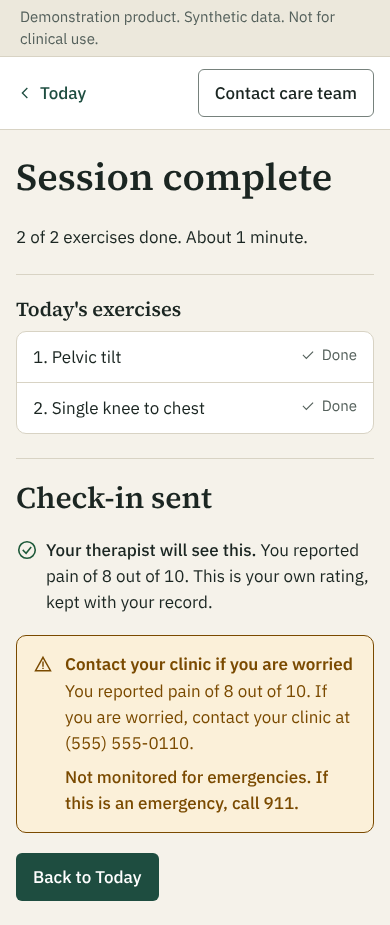 Demonstration product. Synthetic data. Not for
clinical use.
Today
Contact care team
Session complete
2 of 2 exercises done. About 1 minute.
Today's exercises
1. Pelvic tilt
Done
2. Single knee to chest
Done
Check-in sent
Your therapist will see this. You reported
pain of 8 out of 10. This is your own rating,
kept with your record.
Contact your clinic if you are worried
You reported pain of 8 out of 10. If
you are worried, contact your clinic at
(555) 555-0110.
Not monitored for emergencies. If
this is an emergency, call 911.
Back to Today